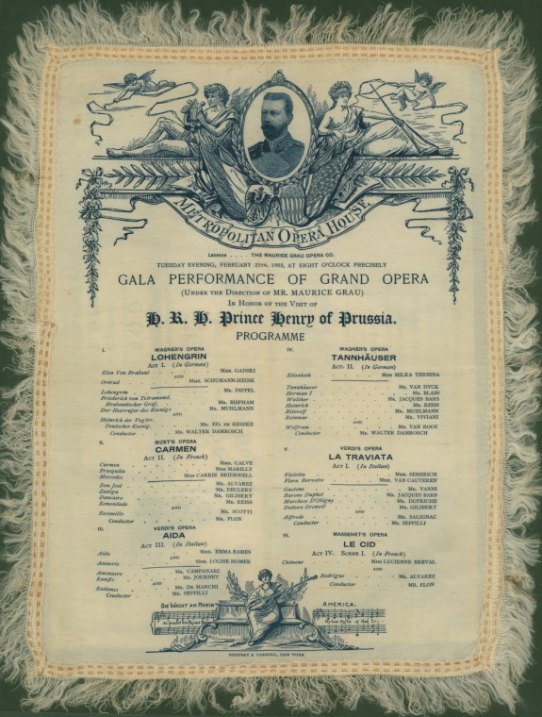 METROPOLITAN OPERA HOUSE
LESSEE . . . . THE MAURICE GRAU OPERA CO.
TUESDAY EVENING, FEBRUARY 25TH, 1902, AT EIGHT O'CLOCK PRECISELY
GALA PERFORMANCE OF GRAND OPERA
(UNDER THE DIRECTION OF MR. MAURICE GRAU)
IN HONOR OF THE VISIT OF
H. R. H. Prince Henry of Prussia.
PROGRAMME
I. WAGNER'S OPERA
LOHENGRIN
ACT I. (In German)
Elsa Von Brabant MME. GADSKI
AND
Ortrud MME. SCHUMANN-HEINK
Lohengrin MR. DIPPEL
Friederich von Telramund,
Brabantischer Graf, MR. BISPHAM
Der Heerrufer des Koenigs MR. MUHLMANN
AND
Heinrich der Vogler,
Deutscher Koenig, MR. ED. DE RESZKE
Conductor MR. WALTER DAMROSCH
II. BIZET'S OPERA
CARMEN
ACT II. (In French)
Carmen MME. CALVE
Frasquita MISS MARILLY
Mercedes MISS CARRIE BRIDEWELL
AND
Don José MR. ALVAREZ
Zuniga MR. DECLERY
Dancaire MR. GILIBERT
Remendado MR. REISS
AND
Escamillo MR. SCOTTI
Conductor MR. FLON
III. VERDI'S OPERA
AIDA
ACT III. (In Italian)
Aida MME. EMMA EAMES
AND
Amneris MME. LOUISE HOMER
Amonasro MR. CAMPANARI
Ramfis MR. JOURNET
AND
Radames MR. DE MARCHI
Conductor MR. SEPPILLI
IV. WAGNER'S OPERA
TANNHÄUSER
ACT. II. (In German)
Elisabeth MISS MILKA TERNINA
AND
Tannhäuser MR. VAN DYCK
Herman I MR. BLASS
Walther MR. JACQUES BARS
Heinrich MR. REISS
Biterolf MR. MUHLMANN
Reinmar MR. VIVIANI
AND
Wolfram MR. VAN ROOY
Conductor MR. WALTER DAMROSCH
V. VERDI'S OPERA
LA TRAVIATA
ACT I. (In Italian)
Violetta MME. SEMBRICH
Flora Bervoise MME. VAN CAUTEREN
AND
Gastone MR. VANNI
Barone Duphol MR. JACQUES BARS
Marchese D'Obigny MR. DUFRICHE
Dottore Grenvil MR. GILIBERT
AND
Alfredo MR. SALIGNAC
Conductor MR. SEPPILLI
VI. MASSENET'S OPERA
LE CID
ACT IV. SCENE I. (In French)
Chimene MISS LUCIENNE BREVAL
AND
Rodrigue MR. ALVAREZ
Conductor MR. FLON
DIE WACHT AM RHEIN
AMERICA.
DEMPSEY & CARROLL, NEW YORK